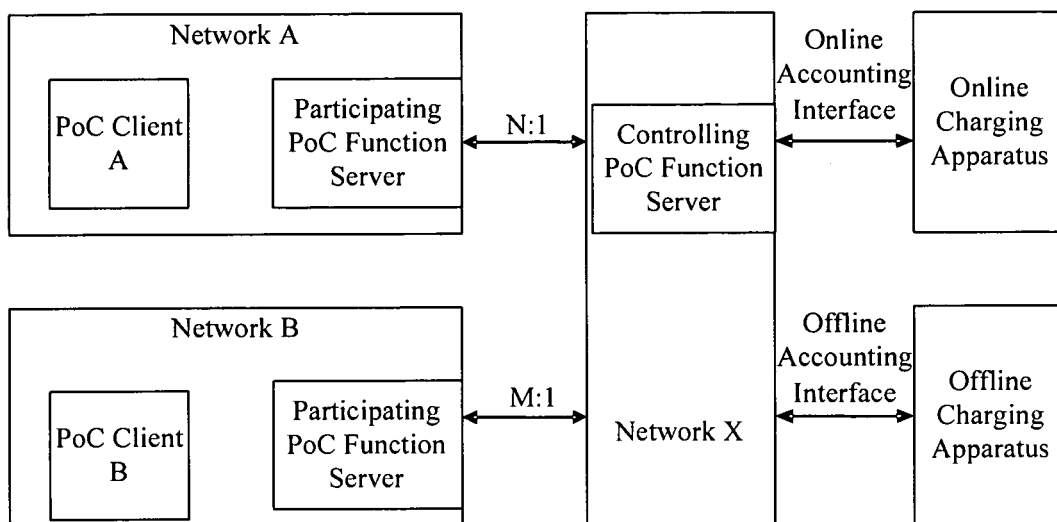 Network A
PoC Client
A
Participating
PoC Function
Server
N:1
Controlling
PoC Function
Server
Online
Accounting
Interface
Online
Charging
Apparatus
Network B
PoC Client
B
Participating
PoC Function
Server
M:1
Network X
Offline
Accounting
Interface
Offline
Charging
Apparatus